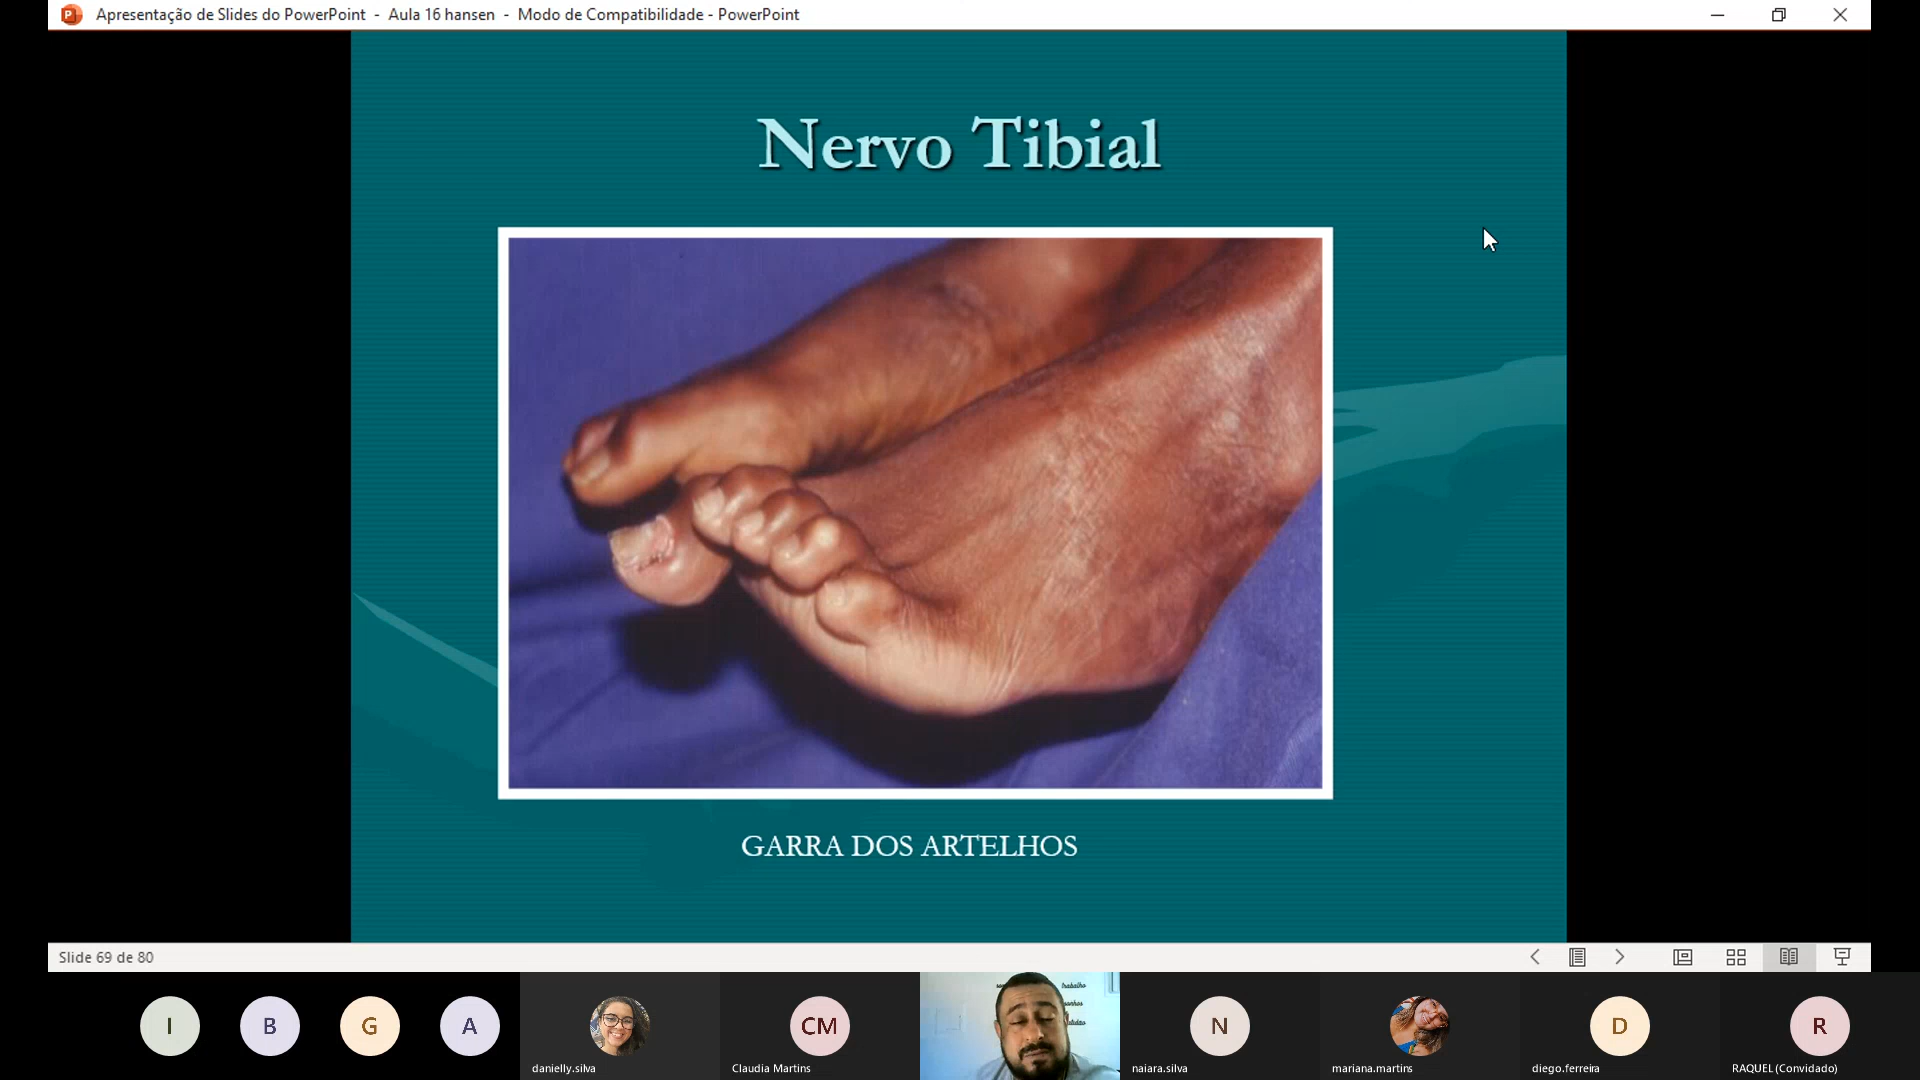 Apresentação de Slides do PowerPoint - Aula 16 hansen - Modo de Compatibilidade - PowerPoint
Nervo Tibial
GARRA DOS ARTELHOS
Slide 69 de 80
I
B
G
A
CM
N
D
R
trabalho
danielly.silva
Claudia Martins
naiara.silva
mariana.martins
diego.ferreira
RAQUEL (Convidado)